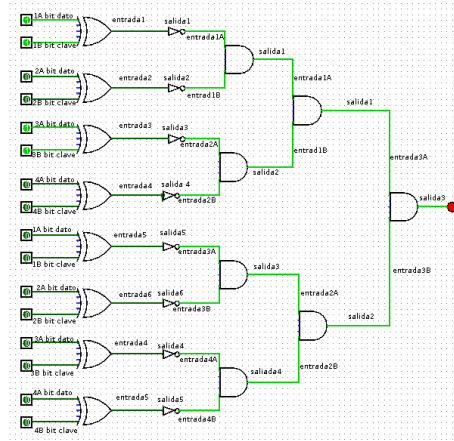 1A bit dato
entrada1
salida1
entrada1A
1B bit clave
salida1
entrada1A
2A bit dato
entrada2
salida2
entrad1B
2B bit clave
salida1
3A bit dato
entrada3
salida3
entrada2A
3B bit clave
entrad1B
entrada3A
salida2
4A bit dato
entrada4
salida 4
entrada2B
4B bit clave
salida3
1A bit dato
entrada5
salida5
entrada3A
1B bit clave
salida3
entrada3B
2A bit dato
entrada6
salida6
entrada3B
2B bit clave
entrada2A
salida2
3A bit dato
entrada4
salida4
entrada4A
3B bit clave
salida4
entrada2B
4A bit dato
entrada5
salida5
entrada4B
4B bit clave